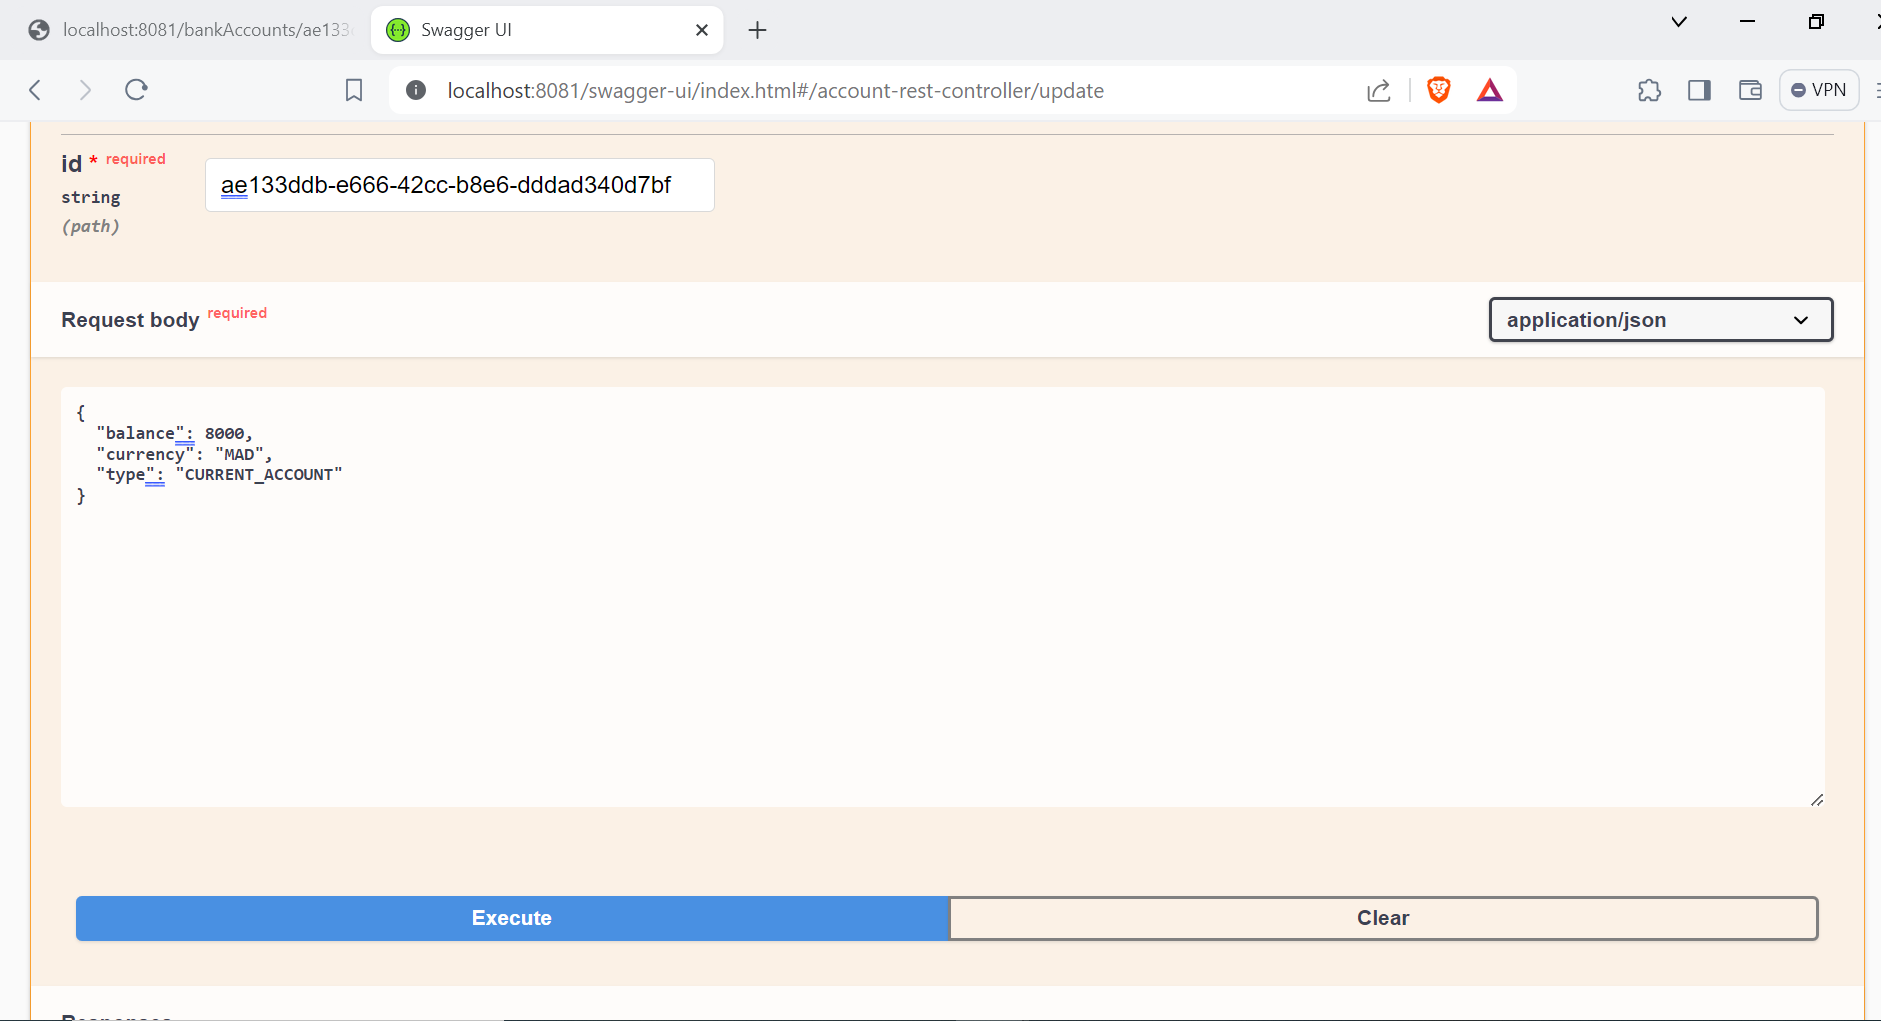 localhost:8081/bankAccounts/ae133
Swagger UI
localhost:8081/swagger-ui/index.html#/account-rest-controller/update
VPN
id * required
string
(path)
ae133ddb-e666-42cc-b8e6-dddad340d7bf
Request body required
application/json
{
"balance": 8000,
"currency": "MAD",
"type": "CURRENT_ACCOUNT"
}
Execute
Clear
Responses